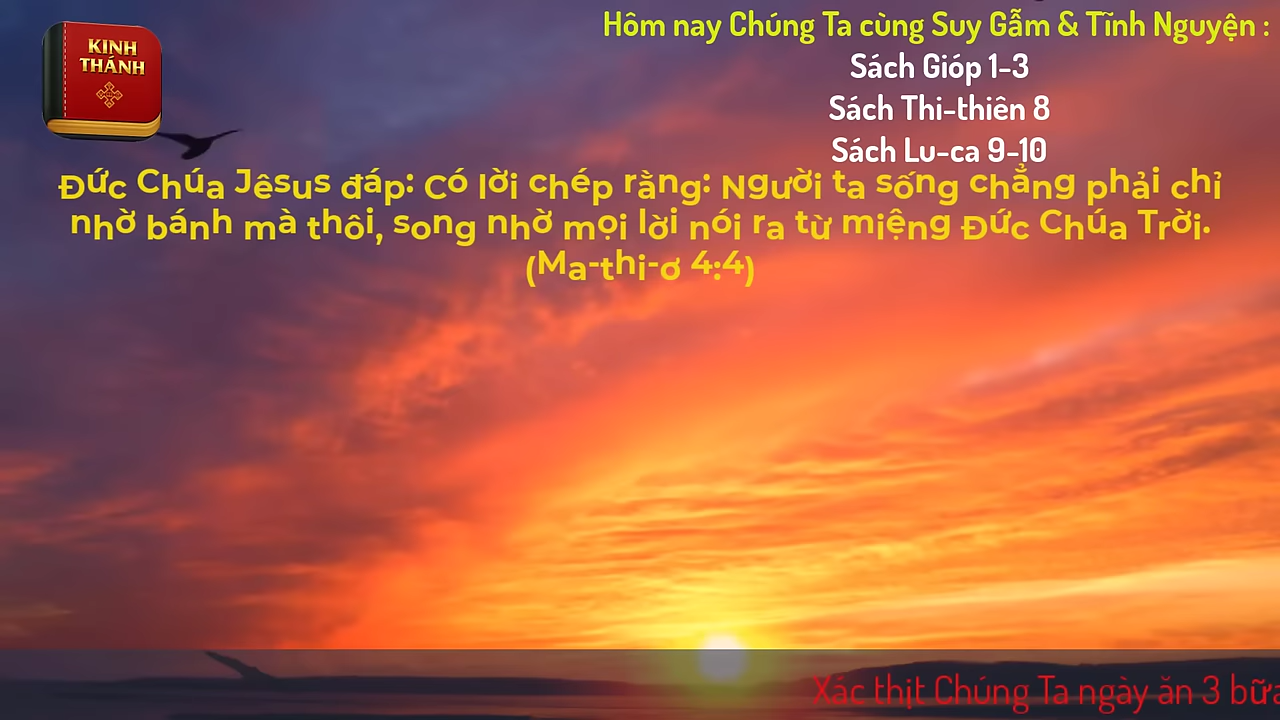 KINH
THÁNH
Hôm nay Chúng Ta cùng Suy Gẫm & Tĩnh Nguyện :
Sách Gióp 1-3
Sách Thi-thiên 8
Sách Lu-ca 9-10
Đức Chúa Jêsus đáp: Có lời chép rằng: Người ta sống chẳng phải chỉ
nhờ bánh mà thôi, song nhờ mọi lời nói ra từ miệng Đức Chúa Trời.
(Ma-thi-ơ 4:4)
Xác thịt Chúng Ta ngày ăn 3 bữa